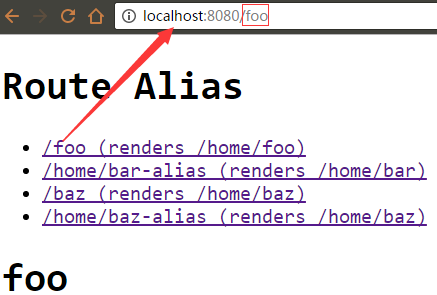 localhost:8080/foo
Route Alias
/foo (renders /home/foo)
/home/bar-alias (renders /home/bar)
/baz (renders /home/baz)
/home/baz-alias (renders /home/baz)
foo